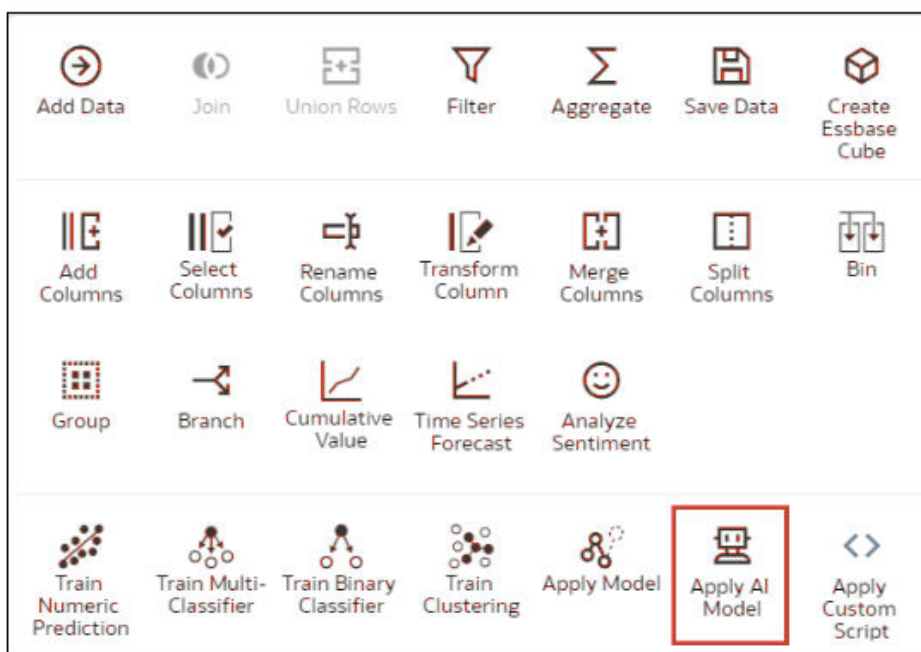 Add Data
Join
Union Rows
Filter
Aggregate
Save Data
Create
Essbase
Cube
Add
Columns
Select
Columns
Rename
Columns
Transform
Column
Merge
Columns
Split
Columns
Bin
Group
Branch
Cumulative
Value
Time Series
Forecast
Analyze
Sentiment
Train
Numeric
Prediction
Train Multi-
Classifier
Train Binary
Classifier
Train
Clustering
Apply Model
Apply AI
Model
Apply
Custom
Script